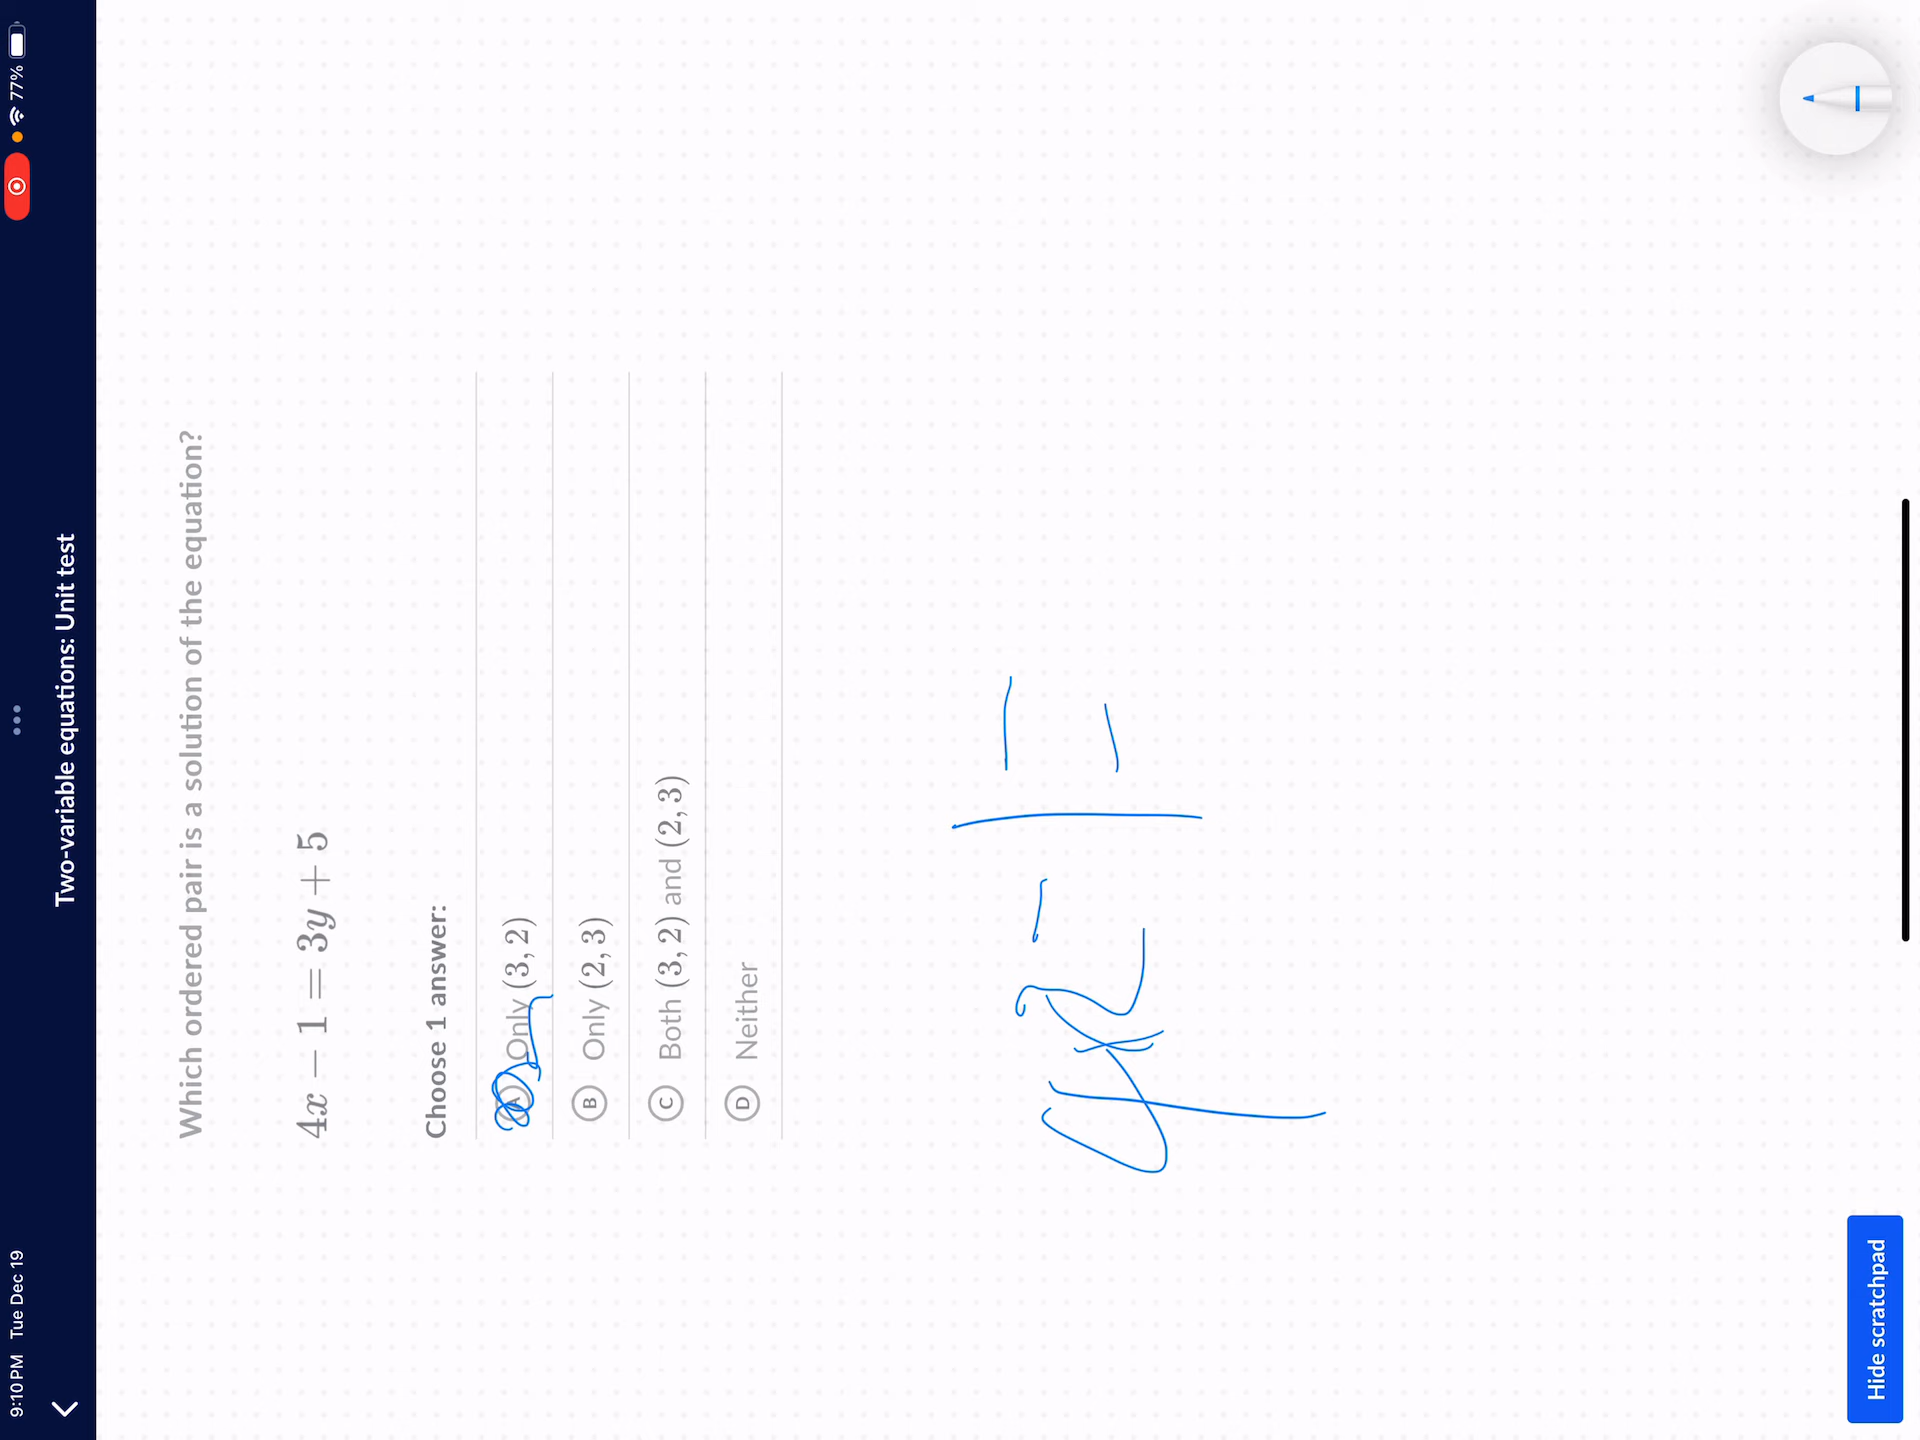 9:10 PM Tue Dec 19
77%
Two-variable equations: Unit test
Which ordered pair is a solution of the equation?
4x − 1 = 3y + 5
Choose 1 answer:
A Only (3, 2)
B Only (2, 3)
C Both (3, 2) and (2, 3)
D Neither
Hide scratchpad